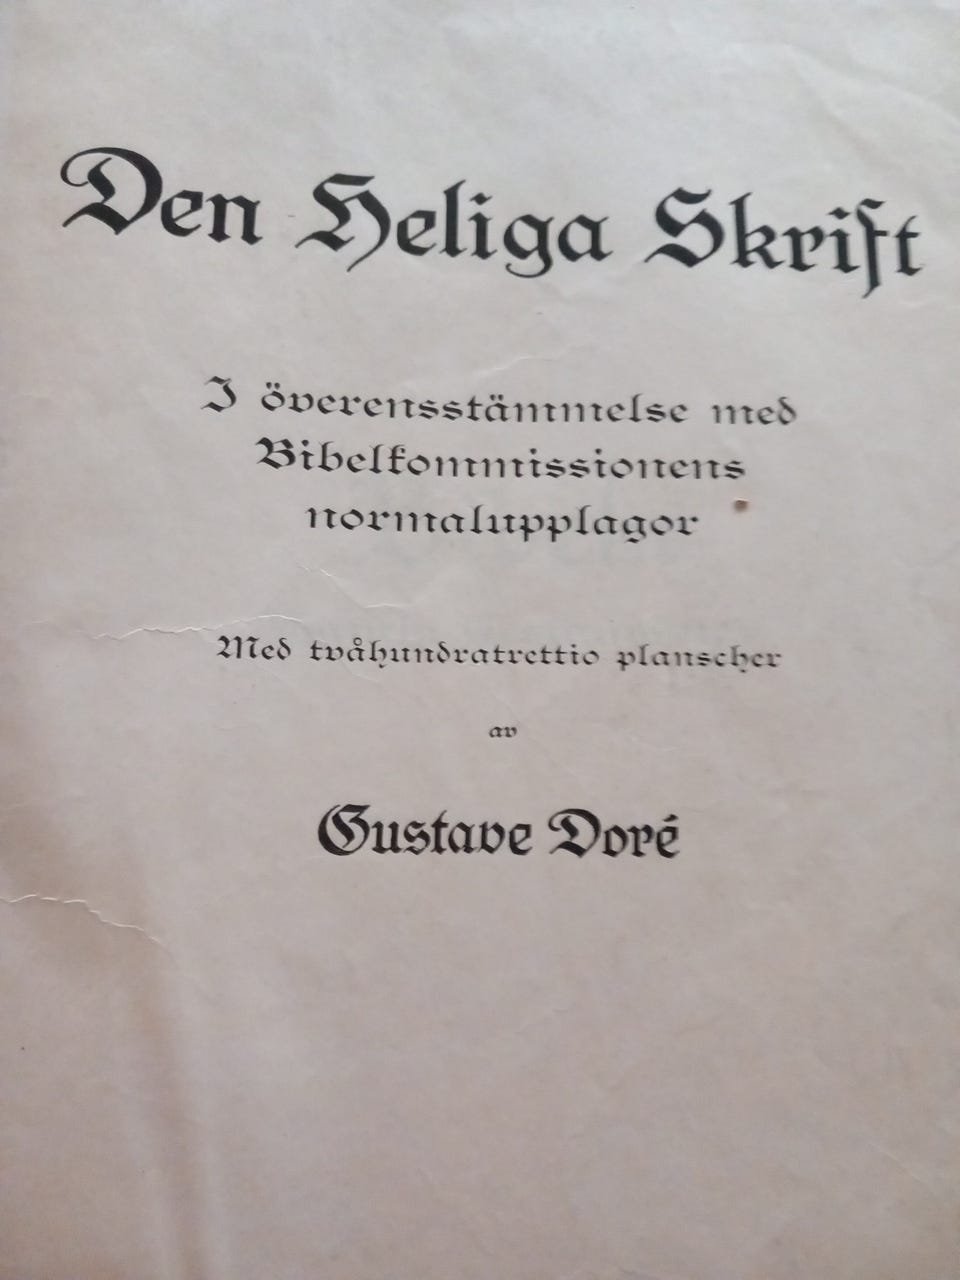 Den Heliga Skrift
I överensstämmelse med
Bibelkommissionens
normalupplagor
Med tvåhundratrettio planscher
av
Gustave Doré